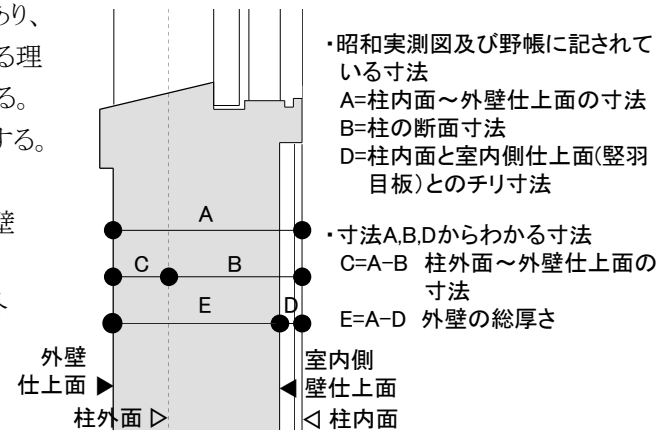 あり、
る理
る。
する。
壁
・昭和実測図及び野帳に記されて
いる寸法
A=柱内面～外壁仕上面の寸法
B=柱の断面寸法
D=柱内面と室内側仕上面(竪羽
目板）とのチリ寸法
・寸法A,B,Dからわかる寸法
C=A−B 柱外面～外壁仕上面の
寸法
E=A−D 外壁の総厚さ
A
C
B
E
D
外壁
仕上面
柱外面
室内側
壁仕上面
柱内面